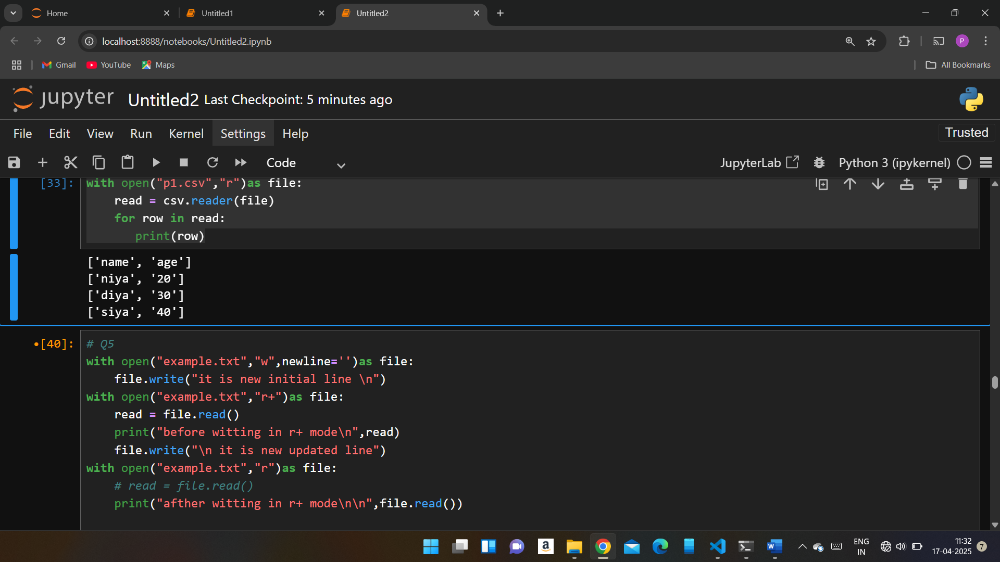 Home
Untitled1
Untitled2
localhost:8888/notebooks/Untitled2.ipynb
P
Gmail
YouTube
Maps
All Bookmarks
jupyter Untitled2 Last Checkpoint: 5 minutes ago
File Edit View Run Kernel Settings Help
Trusted
Code
JupyterLab
Python 3 (ipykernel)
[33]: with open("p1.csv","r")as file:
    read = csv.reader(file)
    for row in read:
       print(row)
['name', 'age']
['niya', '20']
['diya', '30']
['siya', '40']
•[40]: # Q5
with open("example.txt","w",newline='')as file:
    file.write("it is new initial line \n")
with open("example.txt","r+")as file:
    read = file.read()
    print("before witting in r+ mode\n",read)
    file.write("\n it is new updated line")
with open("example.txt","r")as file:
    # read = file.read()
    print("afther witting in r+ mode\n\n",file.read())
a
W
ENG
IN
11:32
17-04-2025
7